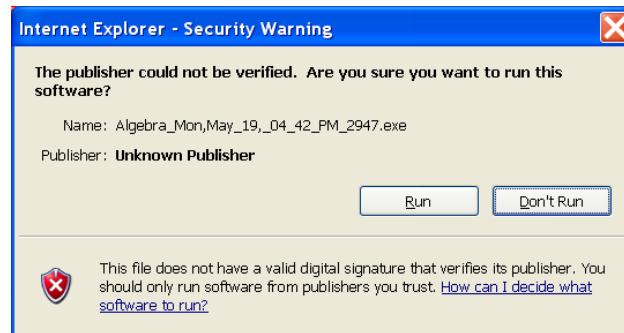 Internet Explorer - Security Warning
The publisher could not be verified.  Are you sure you want to run this
software?
Name: Algebra_Mon,May_19,_04_42_PM_2947.exe
Publisher: Unknown Publisher
Run
Don't Run
This file does not have a valid digital signature that verifies its publisher. You
should only run software from publishers you trust. How can I decide what
software to run?